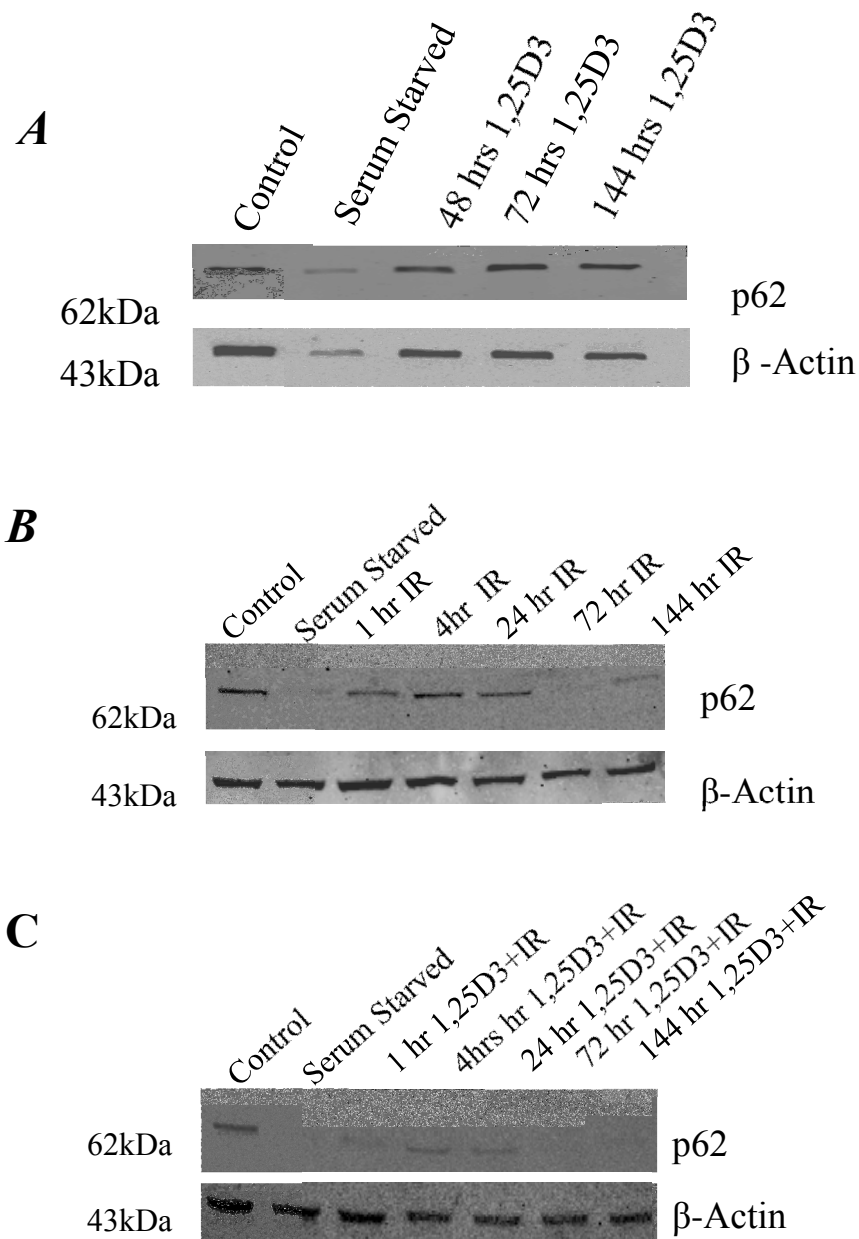 A
Control
Serum Starved
48 hrs 1,25D3
72 hrs 1,25D3
144 hrs 1,25D3
62kDa
p62
43kDa
β -Actin
B
Control
Serum Starved
1 hr IR
4hr IR
24 hr IR
72 hr IR
144 hr IR
62kDa
p62
43kDa
β-Actin
C
Control
Serum Starved
1 hr 1,25D3+IR
4hrs hr 1,25D3+IR
24 hr 1,25D3+IR
72 hr 1,25D3+IR
144 hr 1,25D3+IR
62kDa
p62
43kDa
β-Actin